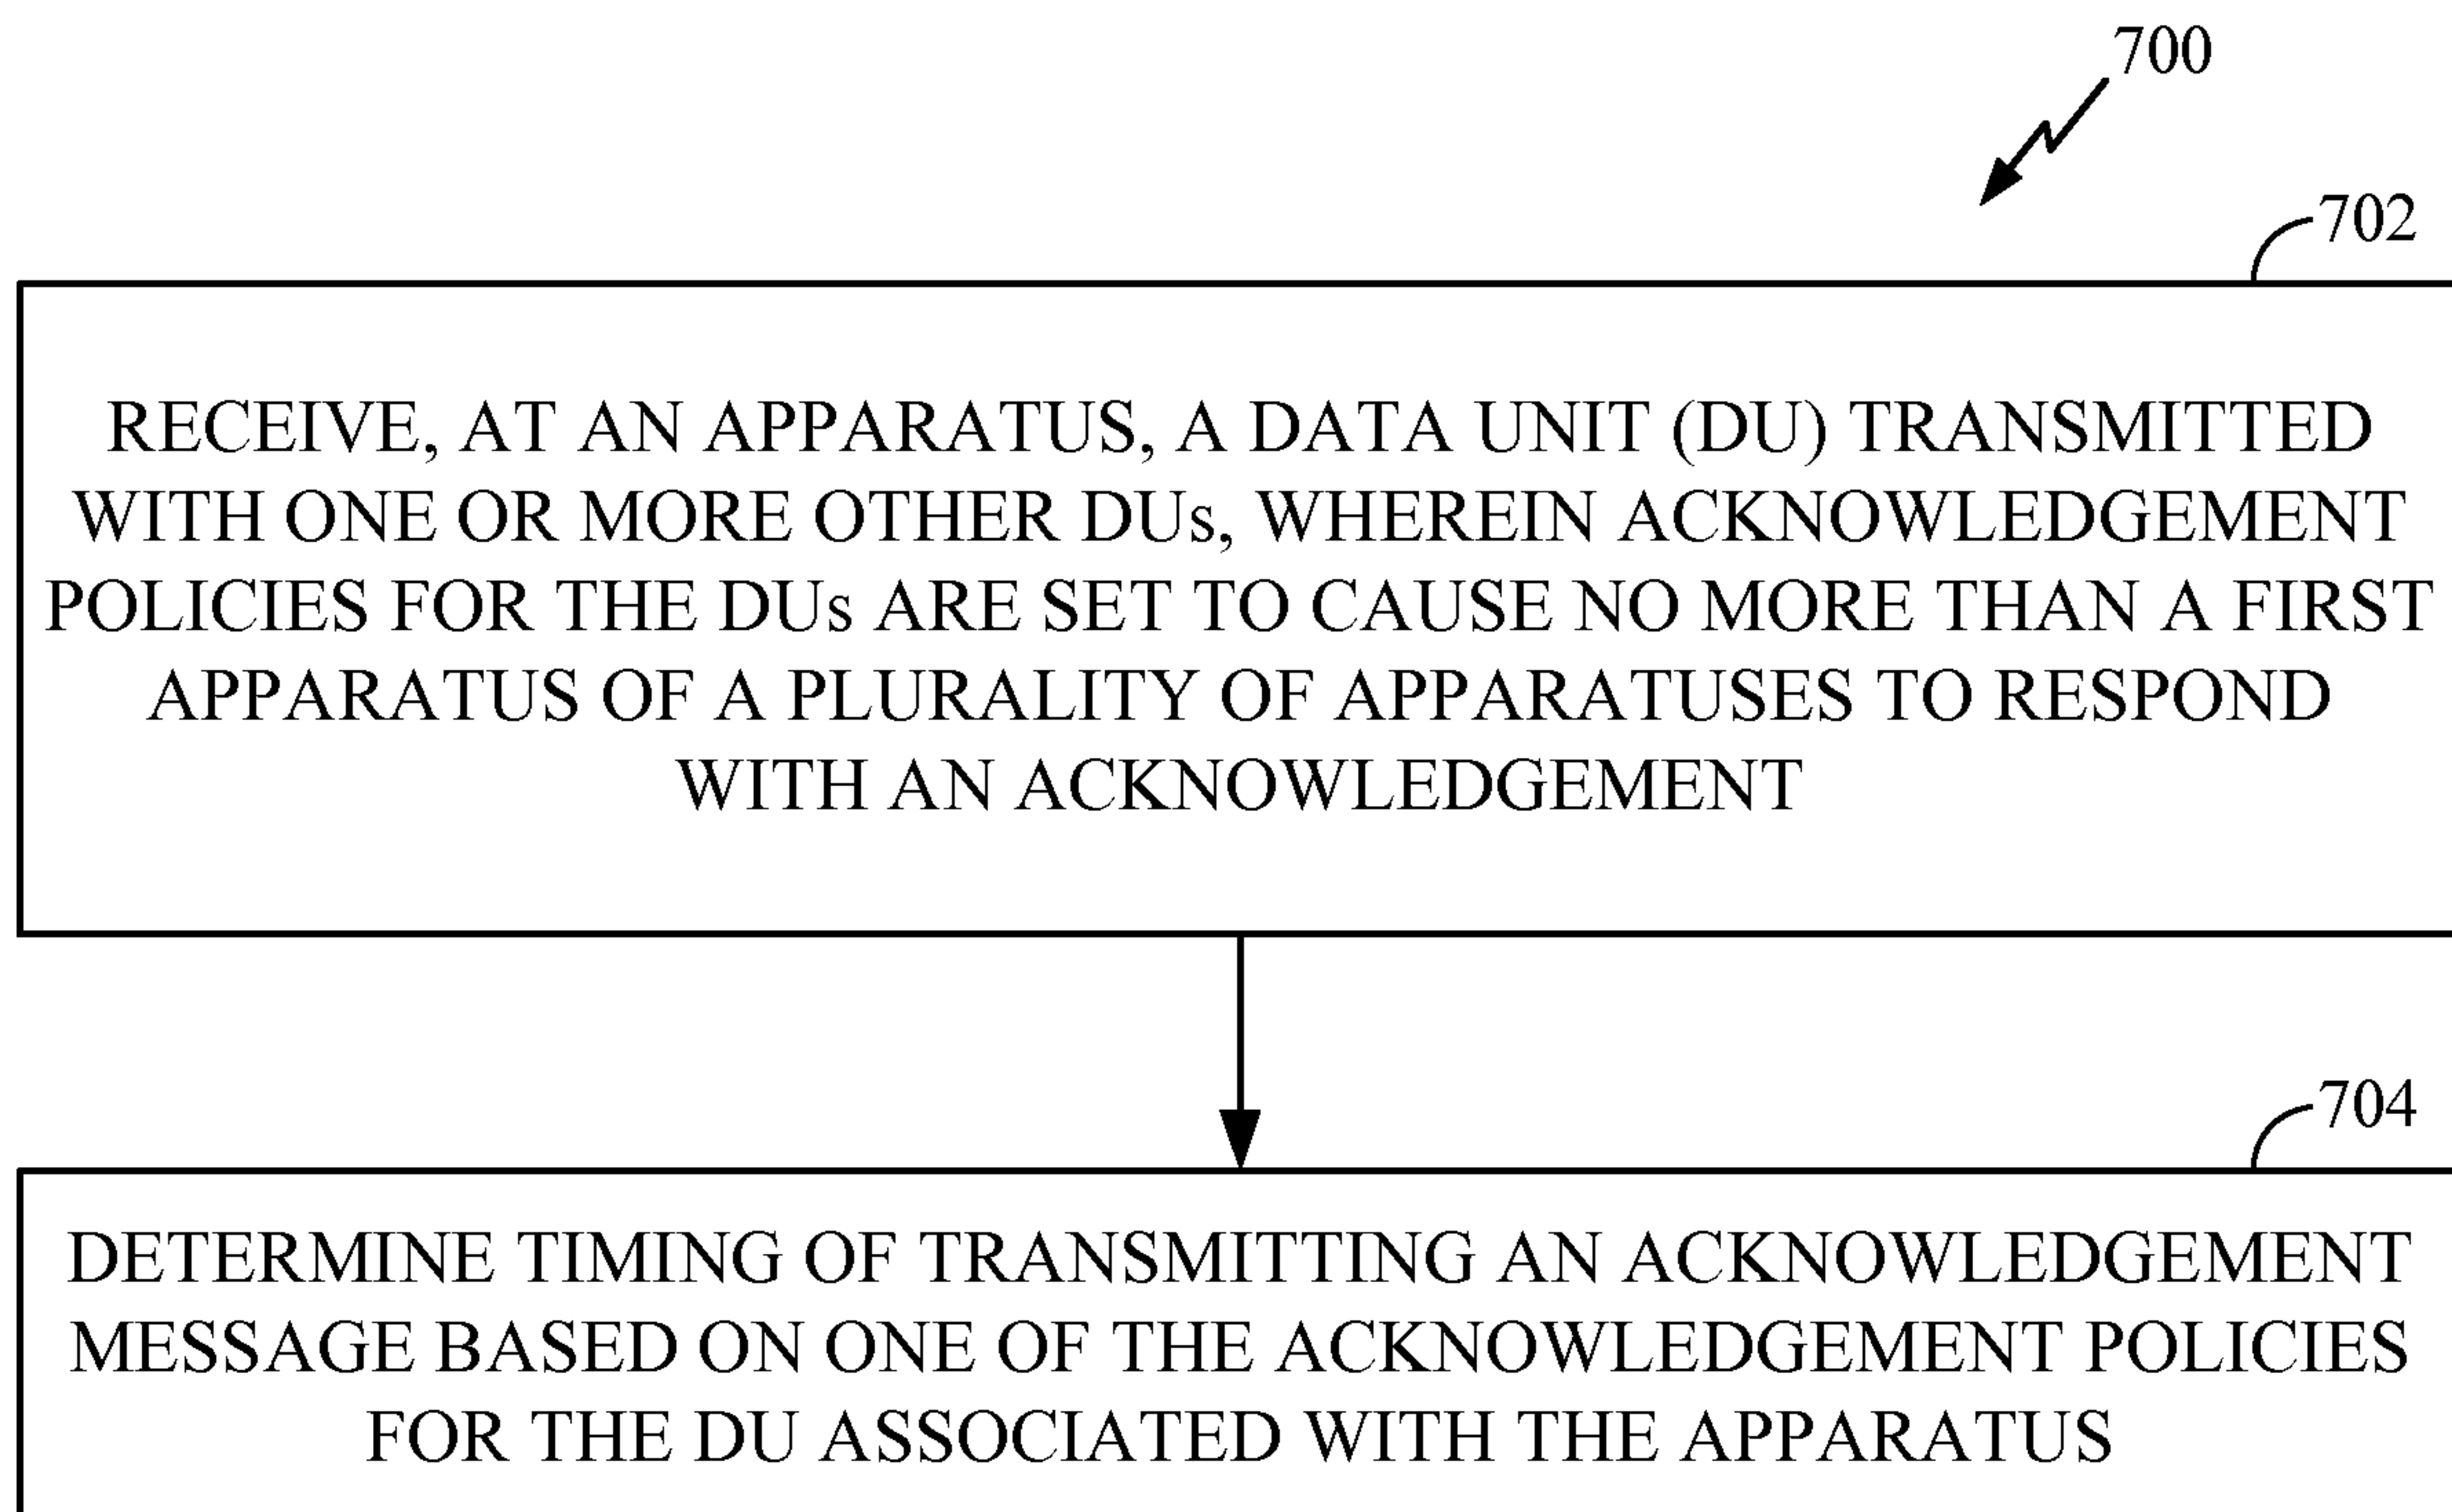 700
702
RECEIVE, AT AN APPARATUS, A DATA UNIT (DU) TRANSMITTED
WITH ONE OR MORE OTHER DUs, WHEREIN ACKNOWLEDGEMENT
POLICIES FOR THE DUs ARE SET TO CAUSE NO MORE THAN A FIRST
APPARATUS OF A PLURALITY OF APPARATUSES TO RESPOND
WITH AN ACKNOWLEDGEMENT
704
DETERMINE TIMING OF TRANSMITTING AN ACKNOWLEDGEMENT
MESSAGE BASED ON ONE OF THE ACKNOWLEDGEMENT POLICIES
FOR THE DU ASSOCIATED WITH THE APPARATUS